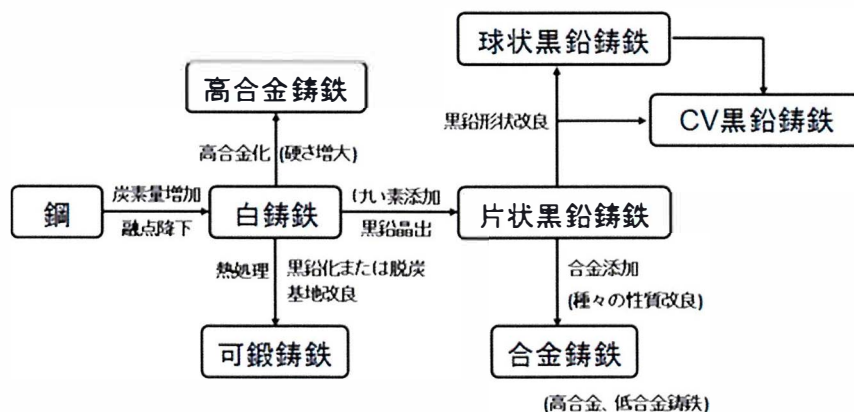 球状黒鉛鋳鉄
高合金鋳鉄
CV黒鉛鋳鉄
黒鉛形状改良
高合金化 (硬さ増大)
鋼
炭素量増加
融点降下
白鋳鉄
けい素添加
黒鉛晶出
片状黒鉛鋳鉄
熱処理
黒鉛化または脱炭
基地改良
合金添加
(種々の性質改良)
可鍛鋳鉄
合金鋳鉄
(高合金、低合金鋳鉄)